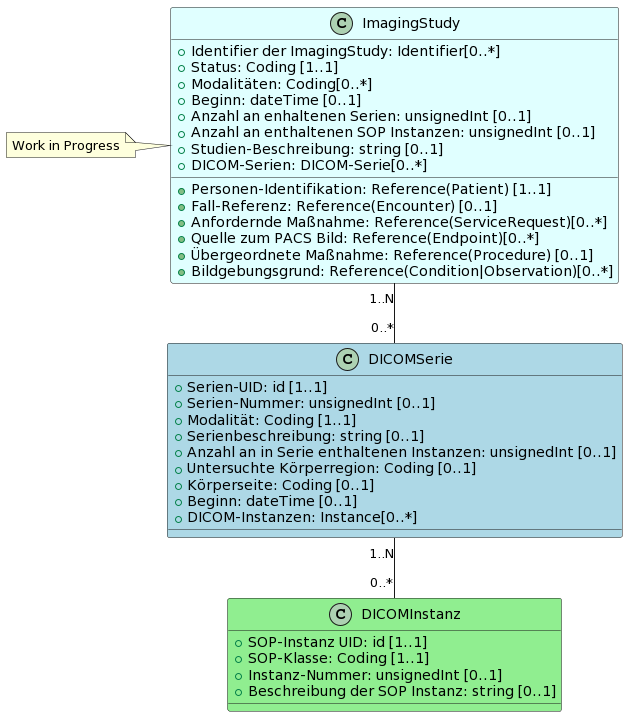 C ImagingStudy
Identifier der ImagingStudy: Identifier[0..*]
Status: Coding [1..1]
Modalitäten: Coding[0..*]
Beginn: dateTime [0..1]
Anzahl an enhaltenen Serien: unsignedInt [0..1]
Anzahl an enthaltenen SOP Instanzen: unsignedInt [0..1]
Studien-Beschreibung: string [0..1]
DICOM-Serien: DICOM-Serie[0..*]
Work in Progress
Personen-Identifikation: Reference(Patient) [1..1]
Fall-Referenz: Reference(Encounter) [0..1]
Anfordernde Maßnahme: Reference(ServiceRequest)[0..*]
Quelle zum PACS Bild: Reference(Endpoint)[0..*]
Übergeordnete Maßnahme: Reference(Procedure) [0..1]
Bildgebungsgrund: Reference(Condition|Observation)[0..*]
1..N
0..*
C DICOMSerie
Serien-UID: id [1..1]
Serien-Nummer: unsignedInt [0..1]
Modalität: Coding [1..1]
Serienbeschreibung: string [0..1]
Anzahl an in Serie enthaltenen Instanzen: unsignedInt [0..1]
Untersuchte Körperregion: Coding [0..1]
Körperseite: Coding [0..1]
Beginn: dateTime [0..1]
DICOM-Instanzen: Instance[0..*]
1..N
0..*
C DICOMInstanz
SOP-Instanz UID: id [1..1]
SOP-Klasse: Coding [1..1]
Instanz-Nummer: unsignedInt [0..1]
Beschreibung der SOP Instanz: string [0..1]